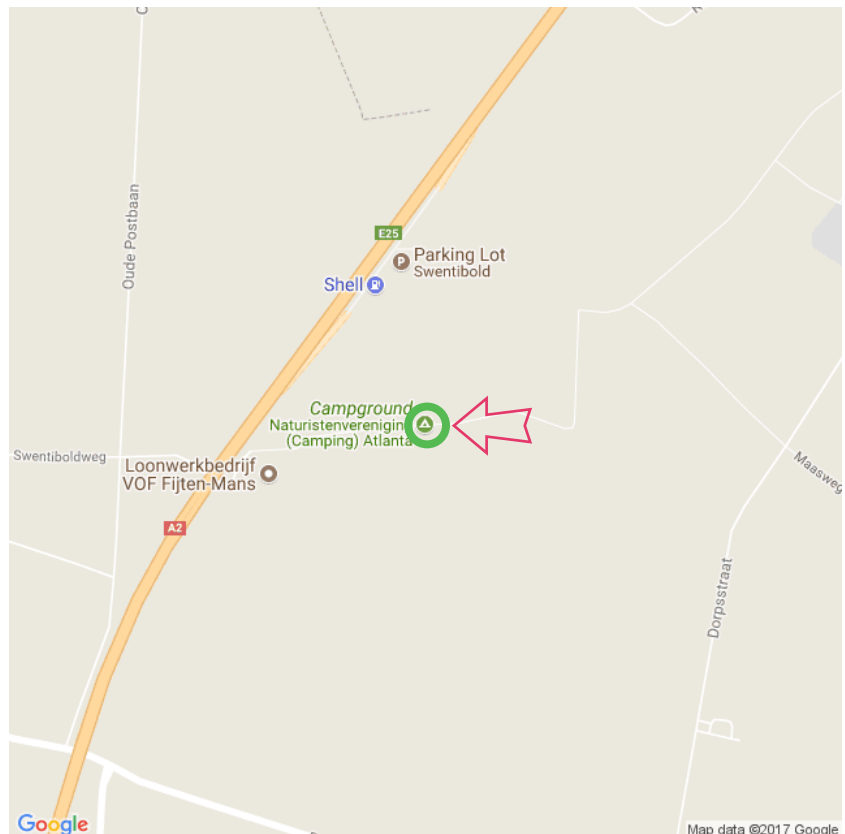 Oude Postbaan
E25
Parking Lot
Swentibold
Shell
Campground
Naturistenverenigin
(Camping) Atlanta
Swentiboldweg
Loonwerkbedrijf
VOF Fijten-Mans
Maasweg
A2
Dorpsstraat
Google
Map data ©2017 Google